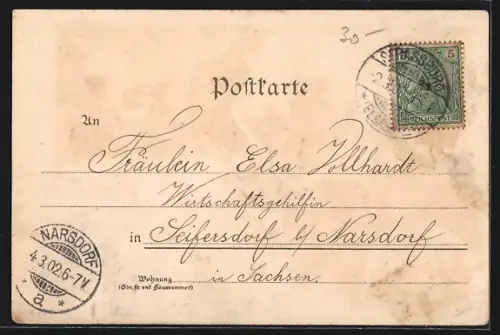 30-
5
REICHSPOST
Postkarte
An
Fräulein Elsa Vollhardt
Wirtschaftsgehilfin
in Seifersdorf b/ Narsdorf
in Sachsen.
Wohnung
(Straße und Hausnummer)
NARSDORF
4.3.02.6-7V.
* a *